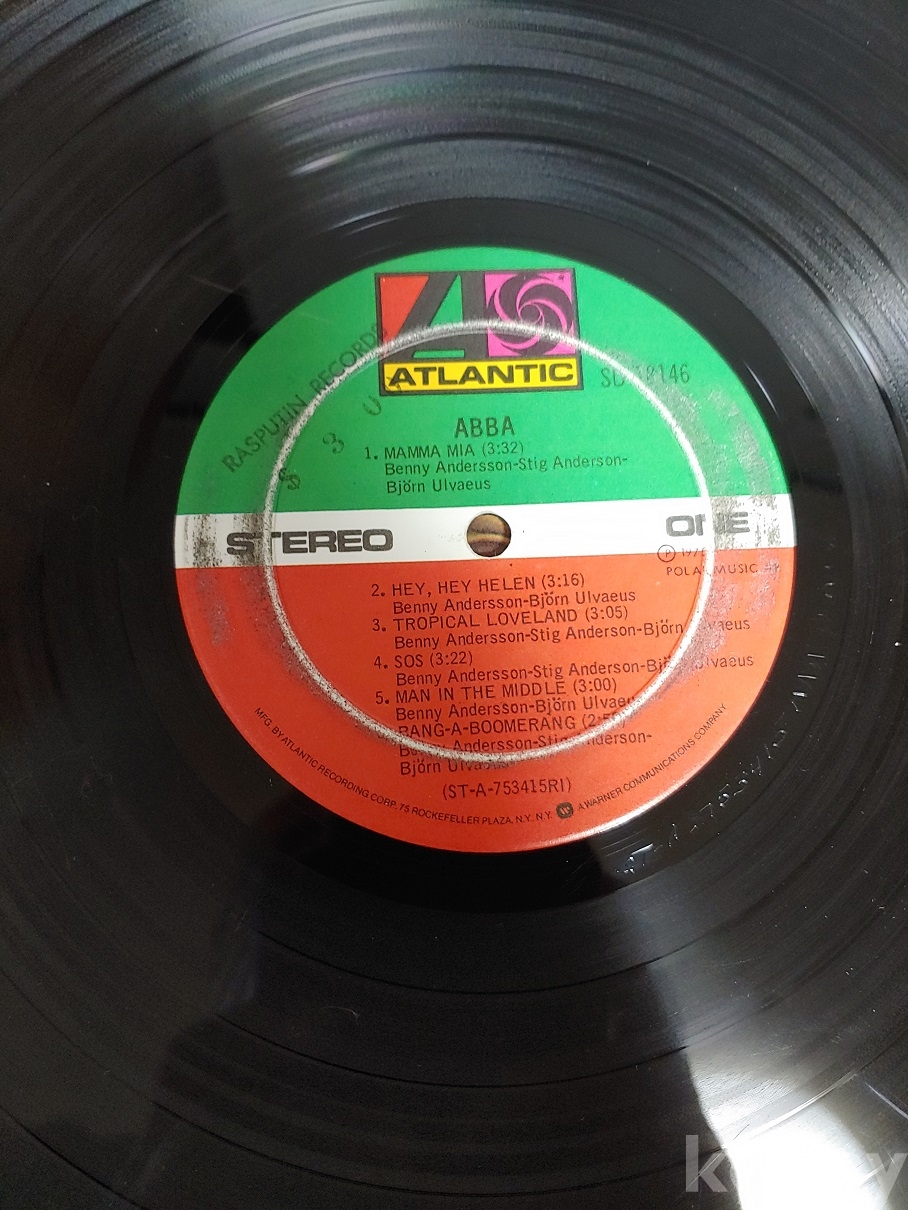 ATLANTIC
RASPUTIN RECORDS
SD 18146
ABBA
1. MAMMA MIA (3:32)
Benny Andersson-Stig Anderson-
Björn Ulvaeus
STEREO
ONE
POLAR MUSIC
2. HEY, HEY HELEN (3:16)
Benny Andersson-Björn Ulvaeus
3. TROPICAL LOVELAND (3:05)
Benny Andersson-Stig Anderson-Björn Ulvaeus
4. SOS (3:22)
Benny Andersson-Stig Anderson-Björn Ulvaeus
5. MAN IN THE MIDDLE (3:00)
Benny Andersson-Björn Ulvaeus
BANG-A-BOOMERANG
Benny Andersson-Stig Anderson-
Björn Ulvaeus
(ST-A-753415RI)
MFG. BY ATLANTIC RECORDING CORP. 75 ROCKEFELLER PLAZA, N.Y. N.Y. A WARNER COMMUNICATIONS COMPANY